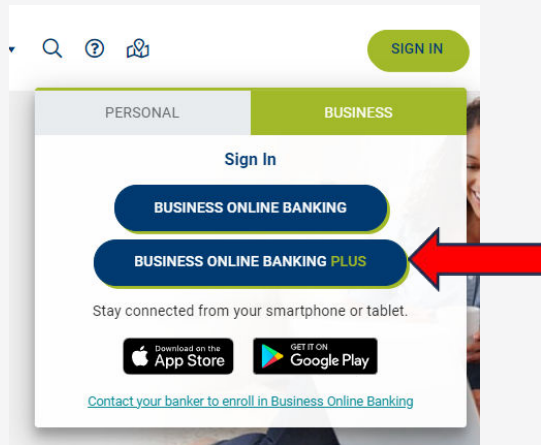 SIGN IN
PERSONAL
BUSINESS
Sign In
BUSINESS ONLINE BANKING
BUSINESS ONLINE BANKING PLUS
Stay connected from your smartphone or tablet.
Download on the
App Store
GET IT ON
Google Play
Contact your banker to enroll in Business Online Banking